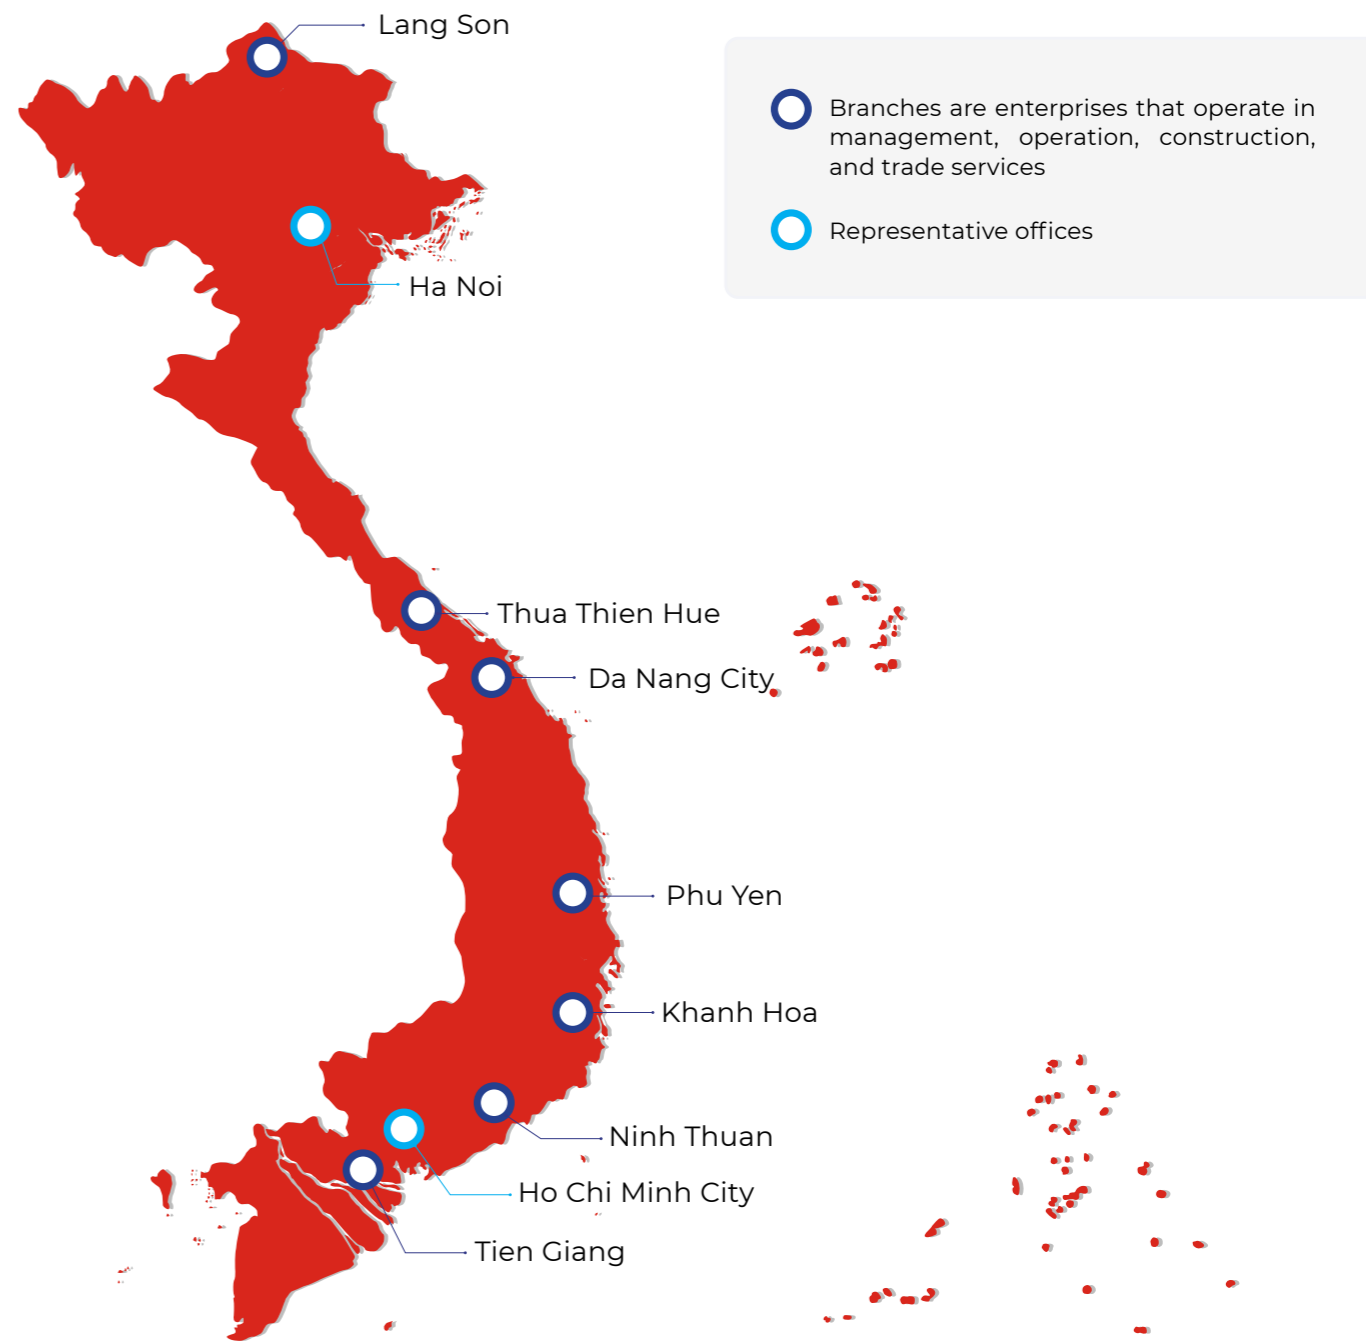 Lang Son
Branches are enterprises that operate in
management, operation, construction,
and trade services
Representative offices
Ha Noi
Thua Thien Hue
Da Nang City
Phu Yen
Khanh Hoa
Ninh Thuan
Ho Chi Minh City
Tien Giang